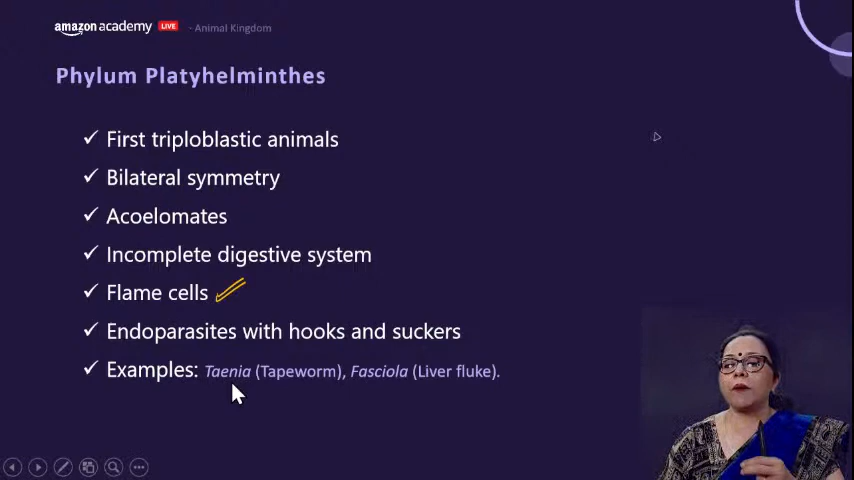 amazon academy LIVE - Animal Kingdom
Phylum Platyhelminthes
✓ First triploblastic animals
✓ Bilateral symmetry
✓ Acoelomates
✓ Incomplete digestive system
✓ Flame cells
✓ Endoparasites with hooks and suckers
✓ Examples: Taenia (Tapeworm), Fasciola (Liver fluke).